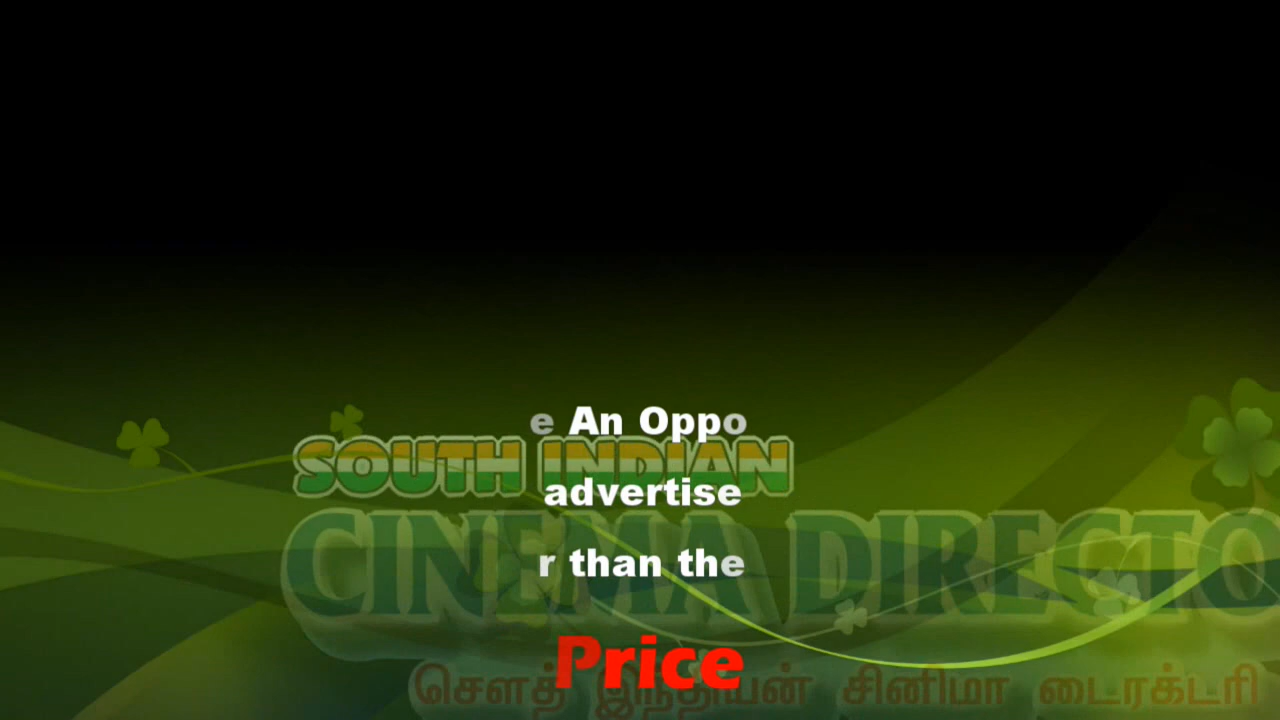 e An Oppo
SOUTH INDIAN
advertise
CINEMA DIRECTO
r than the
Price
சௌத் இந்தியன் சினிமா டைரக்டரி